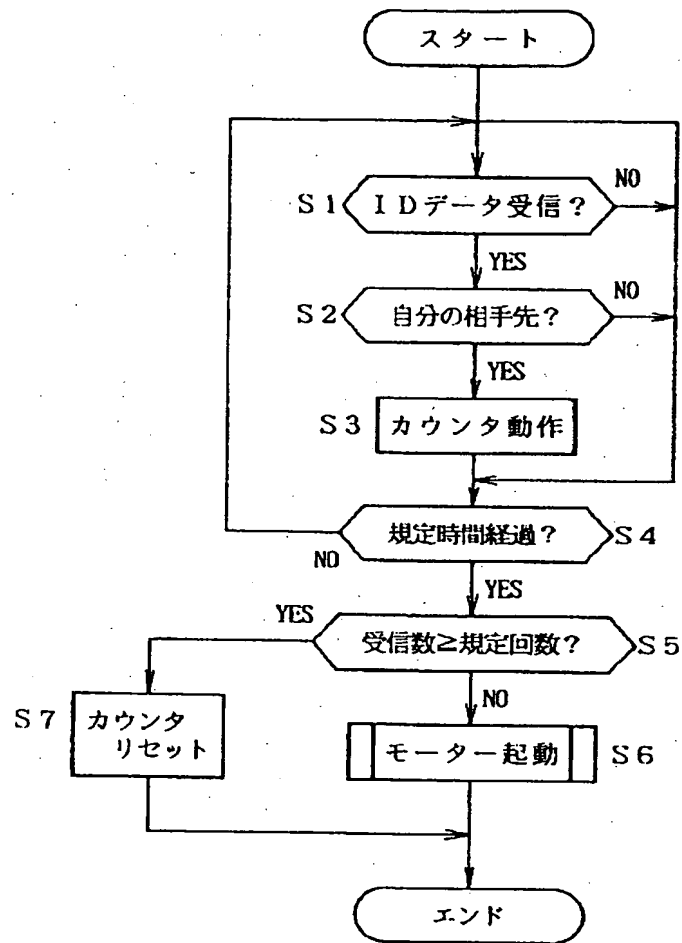 スタート
NO
S1 IDデータ受信?
YES
NO
S2 自分の相手先?
YES
S3 カウンタ動作
規定時間経過? S4
NO
YES
YES
受信数≧規定回数? S5
NO
S7 カウンタ
リセット
モーター起動 S6
エンド